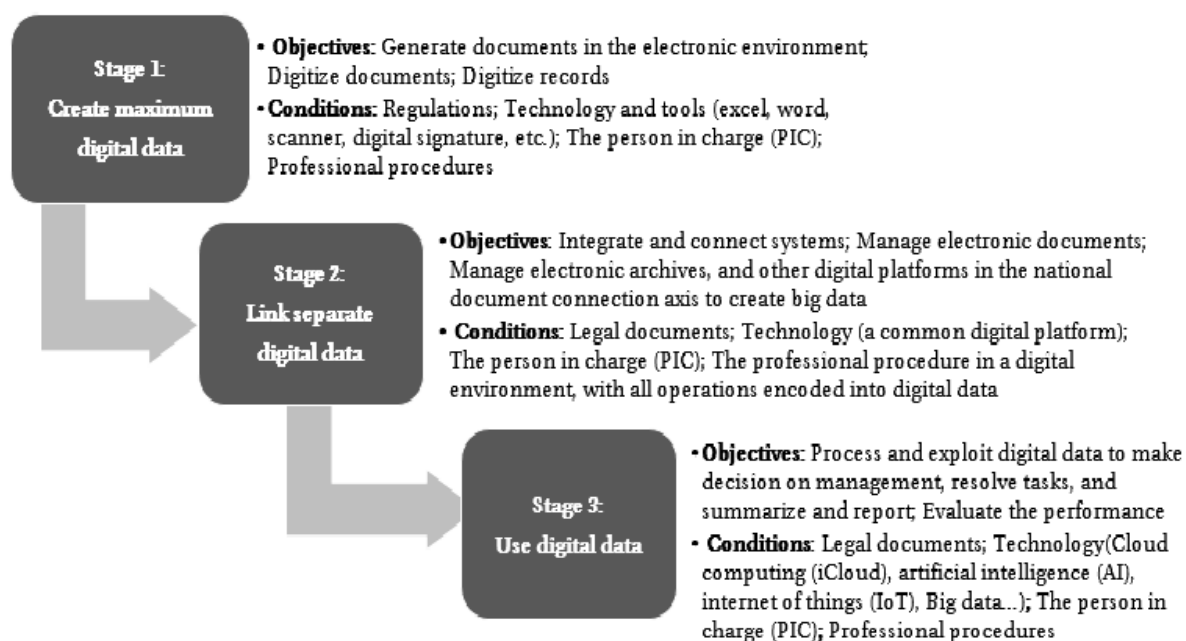 Stage 1:
Create maximum
digital data
• Objectives: Generate documents in the electronic environment;
Digitize documents; Digitize records
• Conditions: Regulations; Technology and tools (excel, word,
scanner, digital signature, etc.); The person in charge (PIC);
Professional procedures
Stage 2:
Link separate
digital data
• Objectives: Integrate and connect systems; Manage electronic documents;
Manage electronic archives, and other digital platforms in the national
document connection axis to create big data
• Conditions: Legal documents; Technology (a common digital platform);
The person in charge (PIC); The professional procedure in a digital
environment, with all operations encoded into digital data
Stage 3:
Use digital data
• Objectives: Process and exploit digital data to make
decision on management, resolve tasks, and
summarize and report; Evaluate the performance
• Conditions: Legal documents; Technology(Cloud
computing (iCloud), artificial intelligence (AI),
internet of things (IoT), Big data...); The person in
charge (PIC); Professional procedures